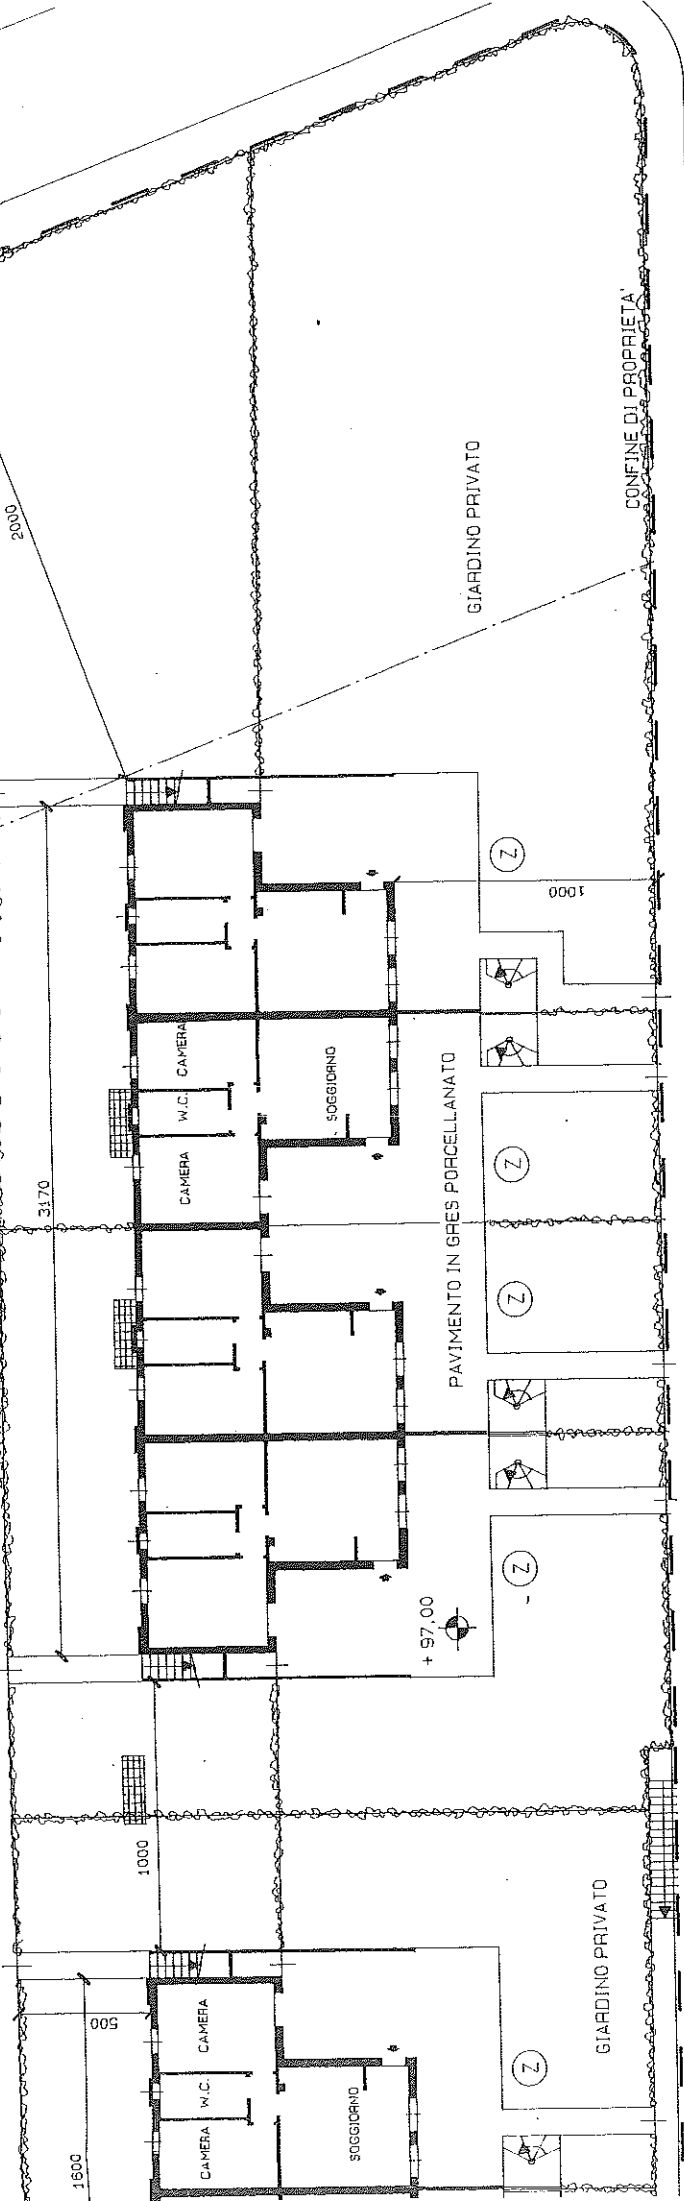 2000
CONFINE DI PROPRIETA'
GIARDINO PRIVATO
Z
1000
CAMERA
W.C.
CAMERA
SOGGIORNO
PAVIMENTO IN GRES PORCELLANATO
3170
Z
Z
Z
+ 97,00
1000
GIARDINO PRIVATO
500
CAMERA
W.C.
CAMERA
SOGGIORNO
Z
1600